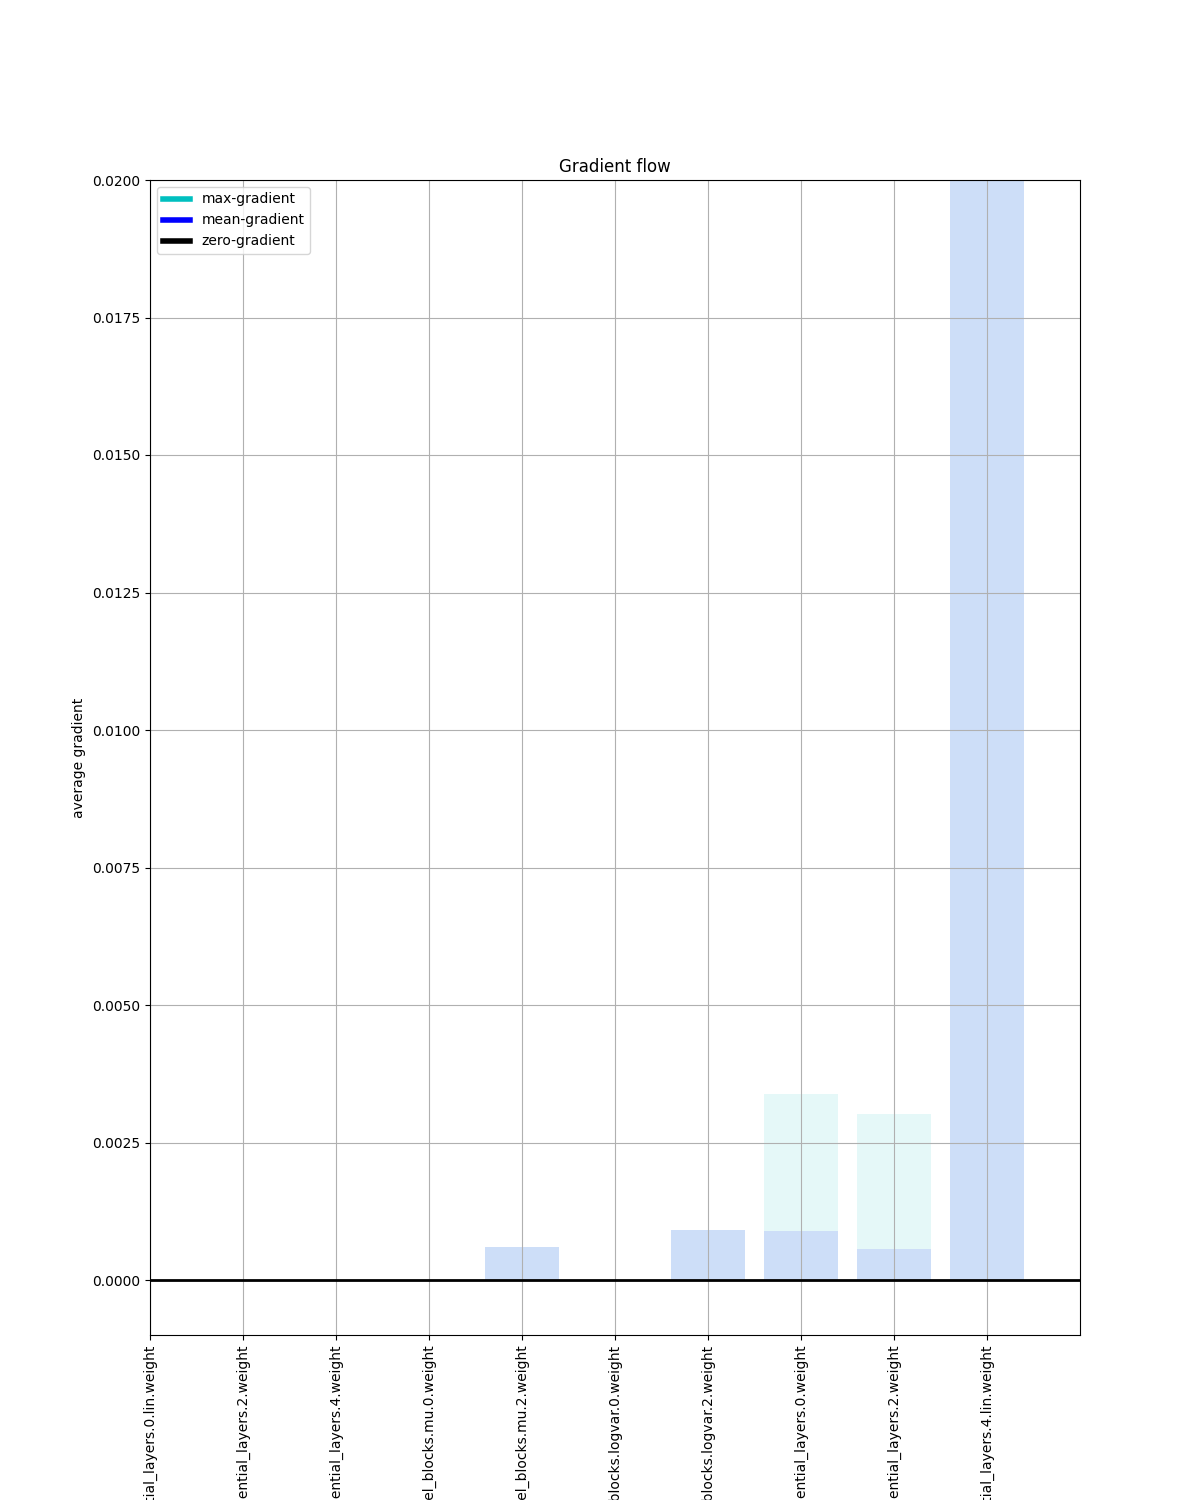 Gradient flow
max-gradient
mean-gradient
zero-gradient
0.0200
0.0175
0.0150
0.0125
0.0100
0.0075
0.0050
0.0025
0.0000
average gradient
tial_layers.0.lin.weight
ential_layers.2.weight
ential_layers.4.weight
el_blocks.mu.0.weight
el_blocks.mu.2.weight
blocks.logvar.0.weight
blocks.logvar.2.weight
ential_layers.0.weight
ential_layers.2.weight
tial_layers.4.lin.weight